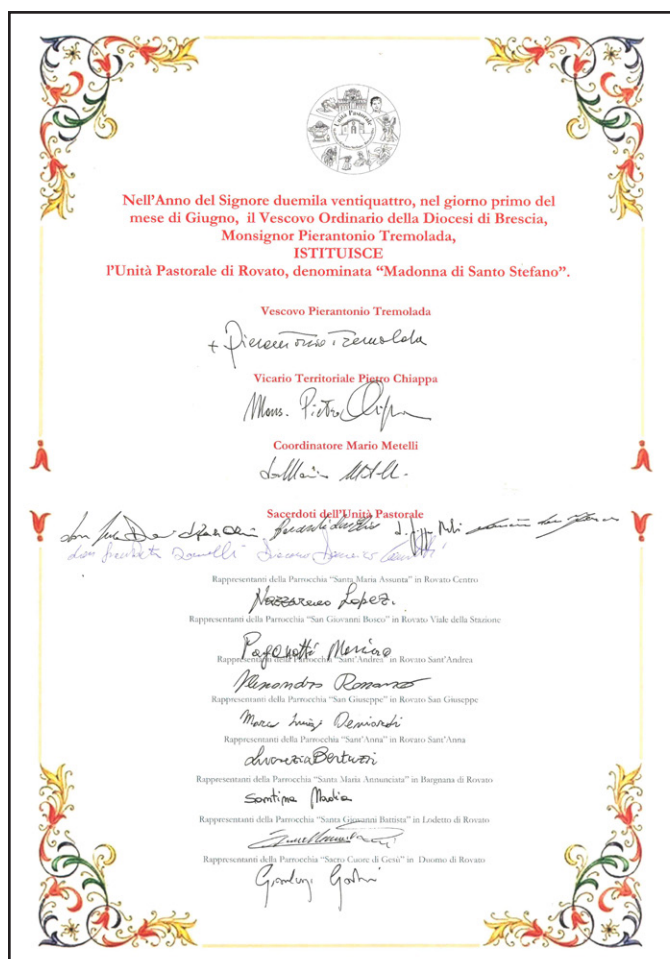 Unità Pastorale
Nell'Anno del Signore duemila ventiquattro, nel giorno primo del
mese di Giugno, il Vescovo Ordinario della Diocesi di Brescia,
Monsignor Pierantonio Tremolada,
ISTITUISCE
l'Unità Pastorale di Rovato, denominata “Madonna di Santo Stefano”.
Vescovo Pierantonio Tremolada
+ Pierantonio Tremolada
Vicario Territoriale Pietro Chiappa
Mons. Pietro
Coordinatore Mario Metelli
Sacerdoti dell'Unità Pastorale
don
don
Rappresentanti della Parrocchia “Santa Maria Assunta” in Rovato Centro
Nazzareno Lopez.
Rappresentanti della Parrocchia “San Giovanni Bosco” in Rovato Viale della Stazione
Rappresentanti della Parrocchia “Sant'Andrea” in Rovato Sant'Andrea
Alessandro
Rappresentanti della Parrocchia “San Giuseppe” in Rovato San Giuseppe
Luigi
Rappresentanti della Parrocchia “Sant'Anna” in Rovato Sant'Anna
Lucrezia Bertuzzi
Rappresentanti della Parrocchia “Santa Maria Annunciata” in Bargnana di Rovato
Santina
Rappresentanti della Parrocchia “Santa Giovanni Battista” in Lodetto di Rovato
Rappresentanti della Parrocchia “Sacro Cuore di Gesù” in Duomo di Rovato
Gianluigi